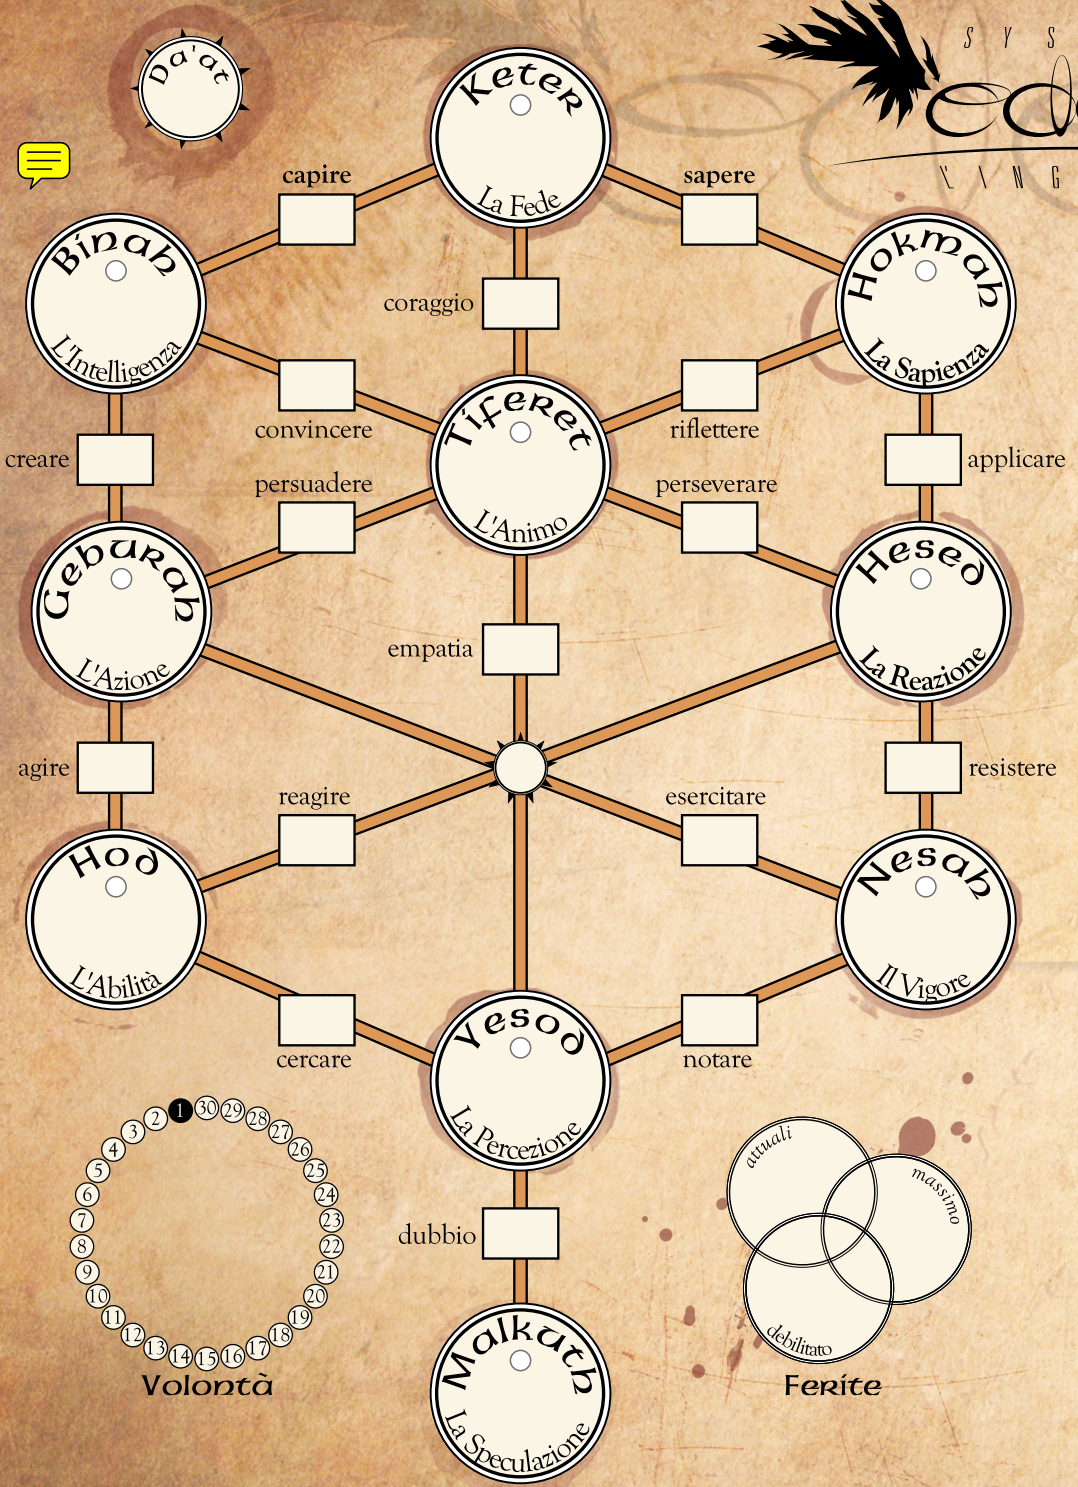 Da'at
Keter
La Fede
S Y S
capire
sapere
L I N G
Binah
L'Intelligenza
Hokmah
La Sapienza
coraggio
convincere
riflettere
Tiferet
L'Animo
creare
applicare
persuadere
perseverare
Geburah
L'Azione
Hesed
La Reazione
empatia
agire
resistere
reagire
esercitare
Hod
L'Abilità
Nesah
Il Vigore
Yesod
La Percezione
cercare
notare
1 2 3 4 5 6 7 8 9 10 11 12 13 14 15 16 17 18 19 20 21 22 23 24 25 26 27 28 29 30
Volontà
attuali
massimo
debilitato
Ferite
dubbio
Malkuth
La Speculazione